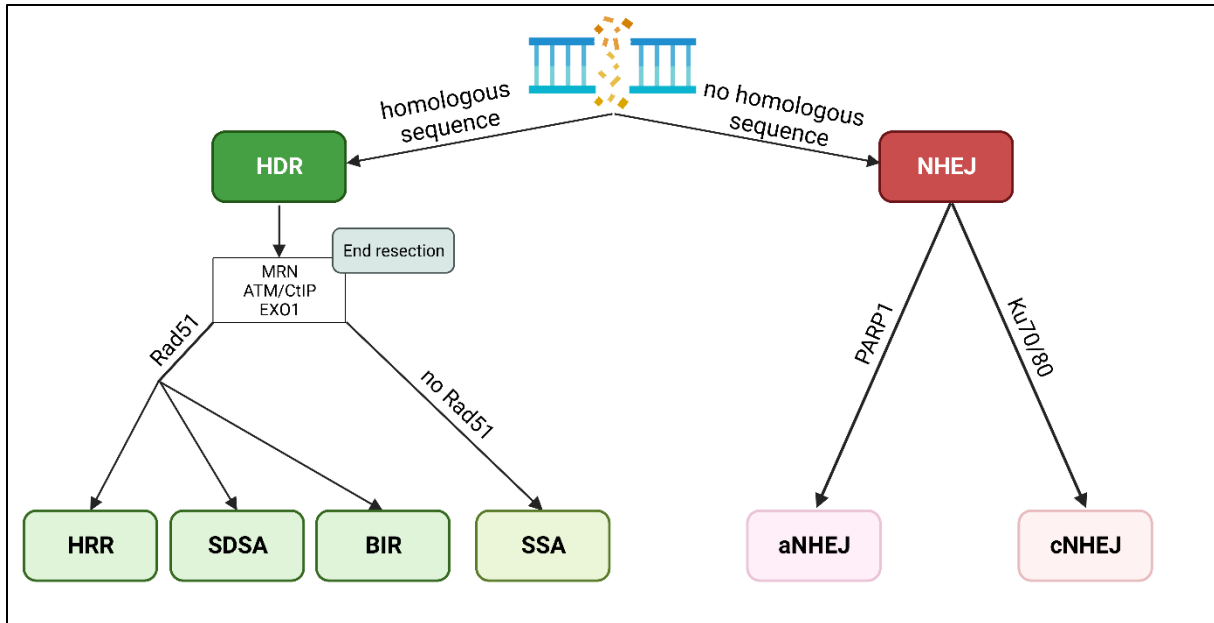 homologous
sequence
no homologous
sequence
HDR
NHEJ
End resection
MRN
ATM/CtIP
EXO1
Rad51
no Rad51
PARP1
Ku70/80
HRR
SDSA
BIR
SSA
aNHEJ
cNHEJ